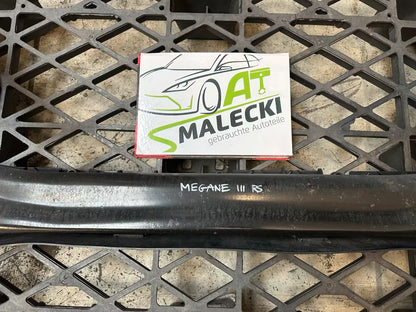 AT
MALECKI
gebrauchte Autoteile
MEGANE III RS